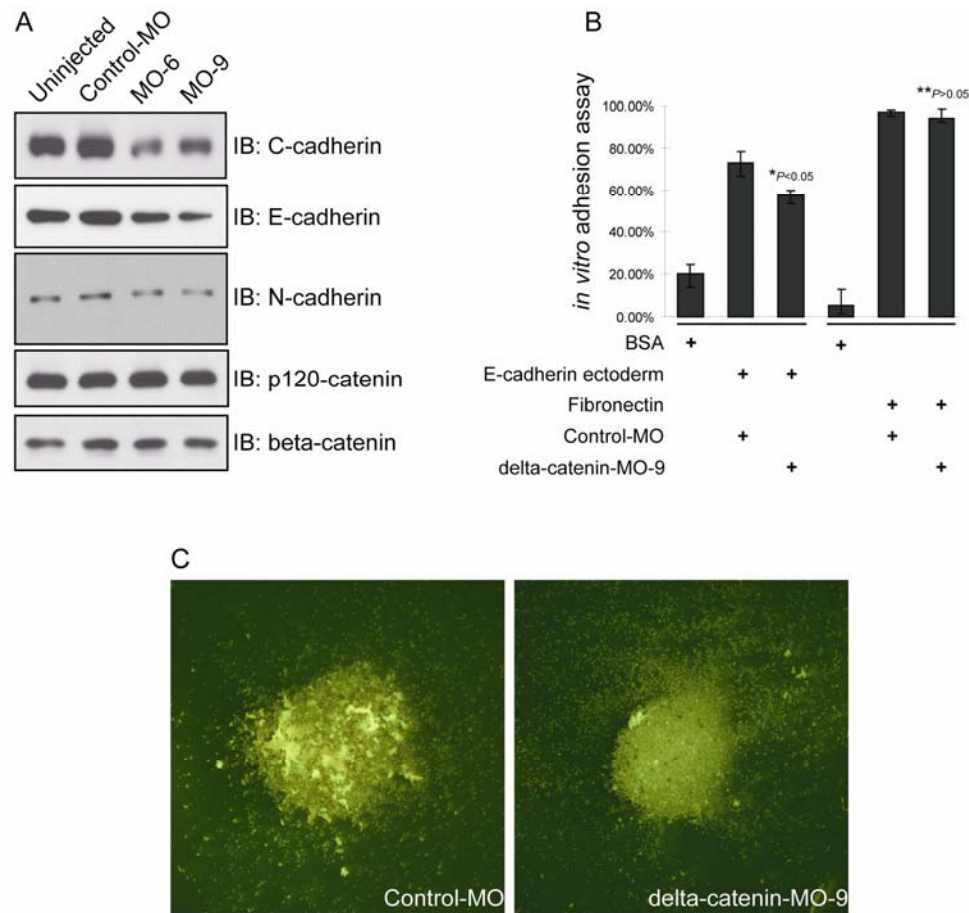 A
Uninjected
Control-MO
MO-6
MO-9
IB: C-cadherin
IB: E-cadherin
IB: N-cadherin
IB: p120-catenin
IB: beta-catenin
B
in vitro adhesion assay
100.00%
80.00%
60.00%
40.00%
20.00%
0.00%
*P<0.05
**P>0.05
BSA + +
E-cadherin ectoderm + +
Fibronectin + +
Control-MO + +
delta-catenin-MO-9 + +
C
Control-MO
delta-catenin-MO-9